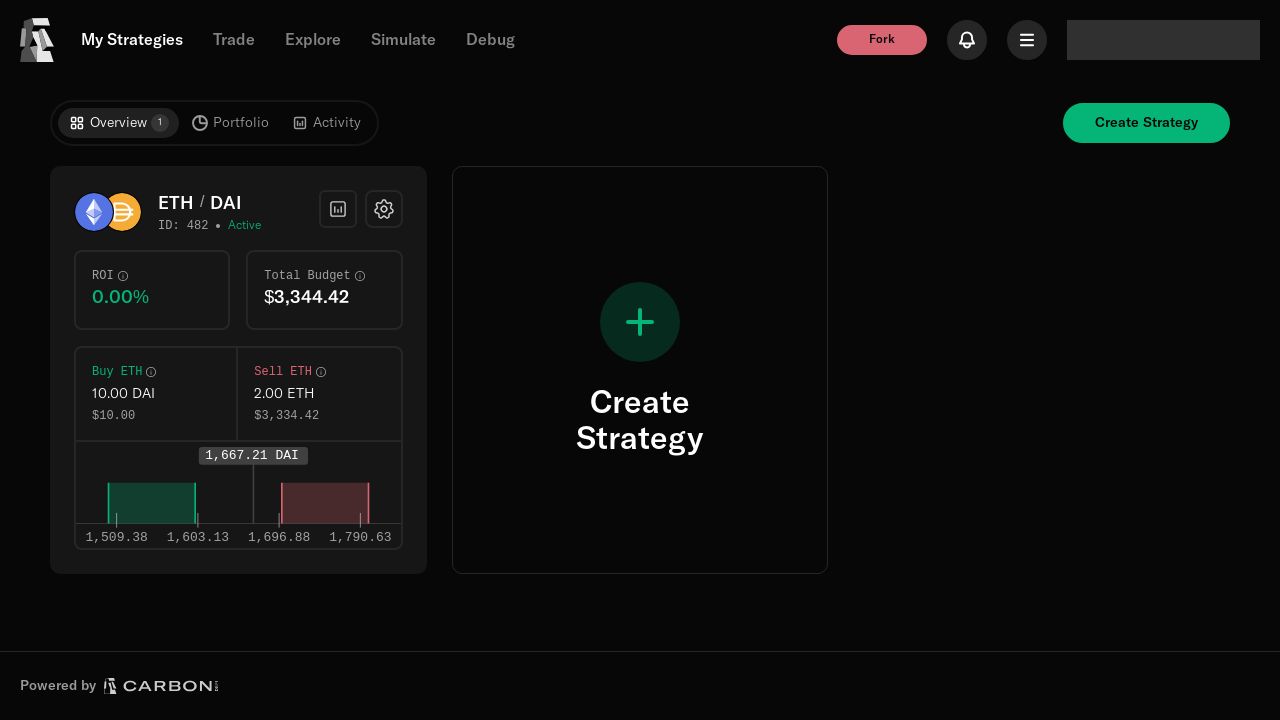 My Strategies Trade Explore Simulate Debug Fork
Overview 1 Portfolio Activity Create Strategy
ETH / DAI
ID: 482 • Active
ROI Total Budget
0.00% $3,344.42
Buy ETH Sell ETH
10.00 DAI 2.00 ETH
$10.00 $3,334.42
1,667.21 DAI
1,509.38 1,603.13 1,696.88 1,790.63
Create
Strategy
Powered by CARBON